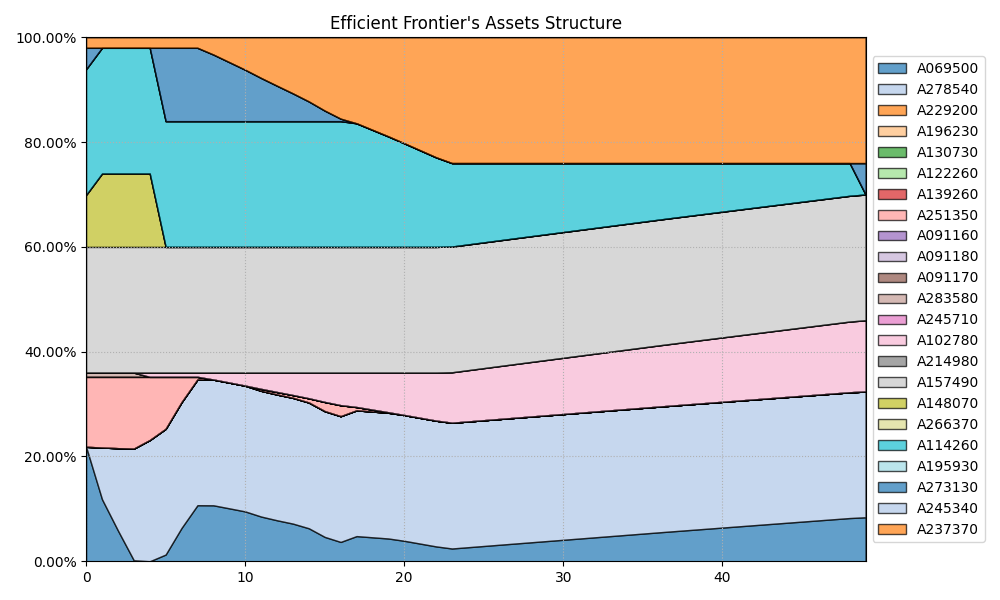 Efficient Frontier's Assets Structure
100.00%
80.00%
60.00%
40.00%
20.00%
0.00%
0
10
20
30
40
A069500
A278540
A229200
A196230
A130730
A122260
A139260
A251350
A091160
A091180
A091170
A283580
A245710
A102780
A214980
A157490
A148070
A266370
A114260
A195930
A273130
A245340
A237370